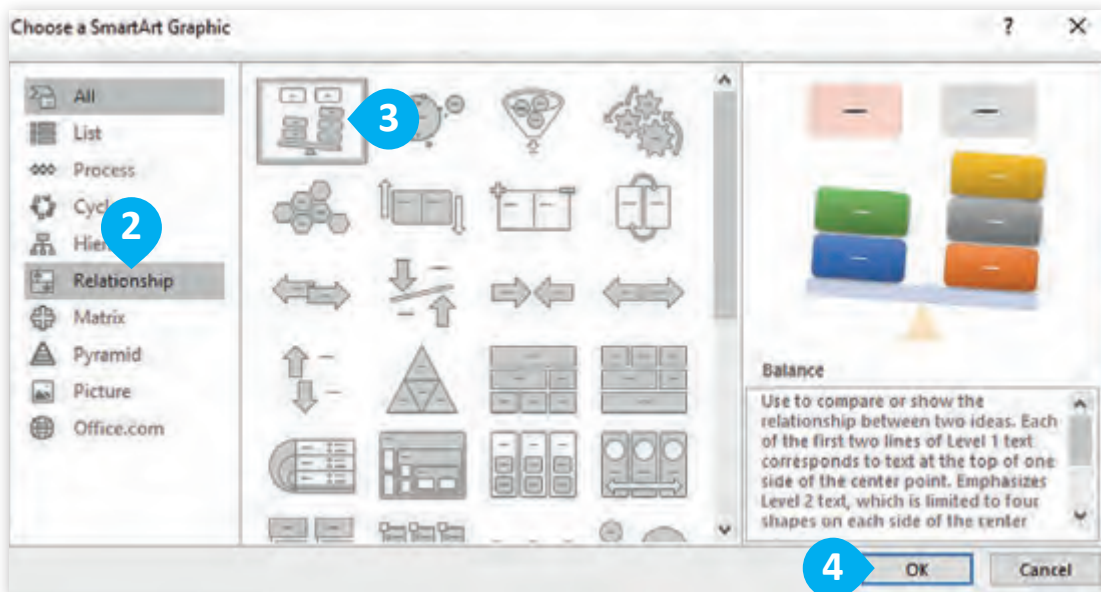 Choose a SmartArt Graphic
?
All
List
Process
Cycl
Hier
Relationship
Matrix
Pyramid
Picture
Office.com
2
3
Balance
Use to compare or show the
relationship between two ideas. Each
of the first two lines of Level 1 text
corresponds to text at the top of one
side of the center point. Emphasizes
Level 2 text, which is limited to four
shapes on each side of the center
4
OK
Cancel